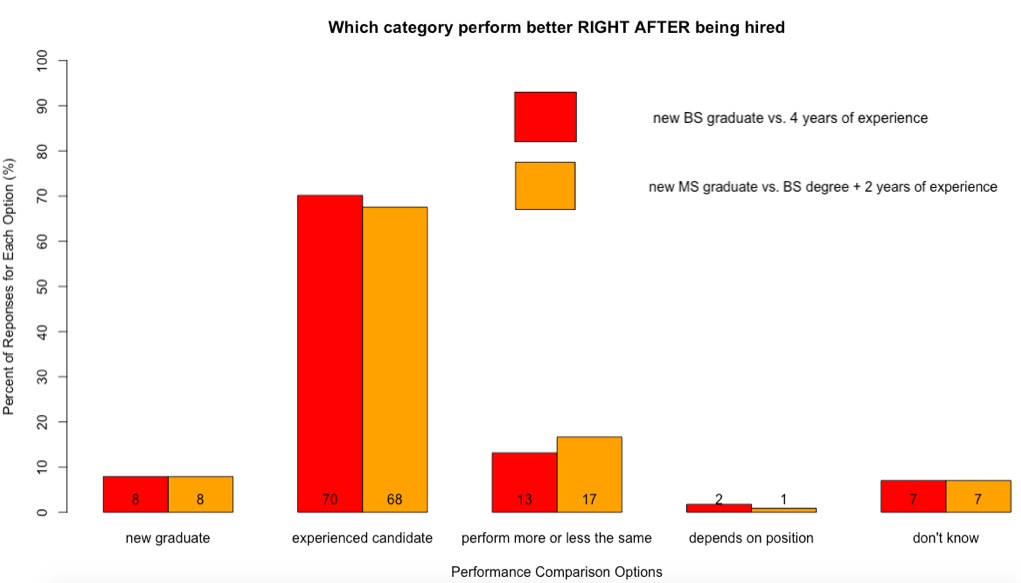 Which category perform better RIGHT AFTER being hired
Percent of Reponses for Each Option (%)
100
90
80
70
60
50
40
30
20
10
0
new BS graduate vs. 4 years of experience
new MS graduate vs. BS degree + 2 years of experience
8 8 70 68 13 17 2 1 7 7
new graduate experienced candidate perform more or less the same depends on position don't know
Performance Comparison Options